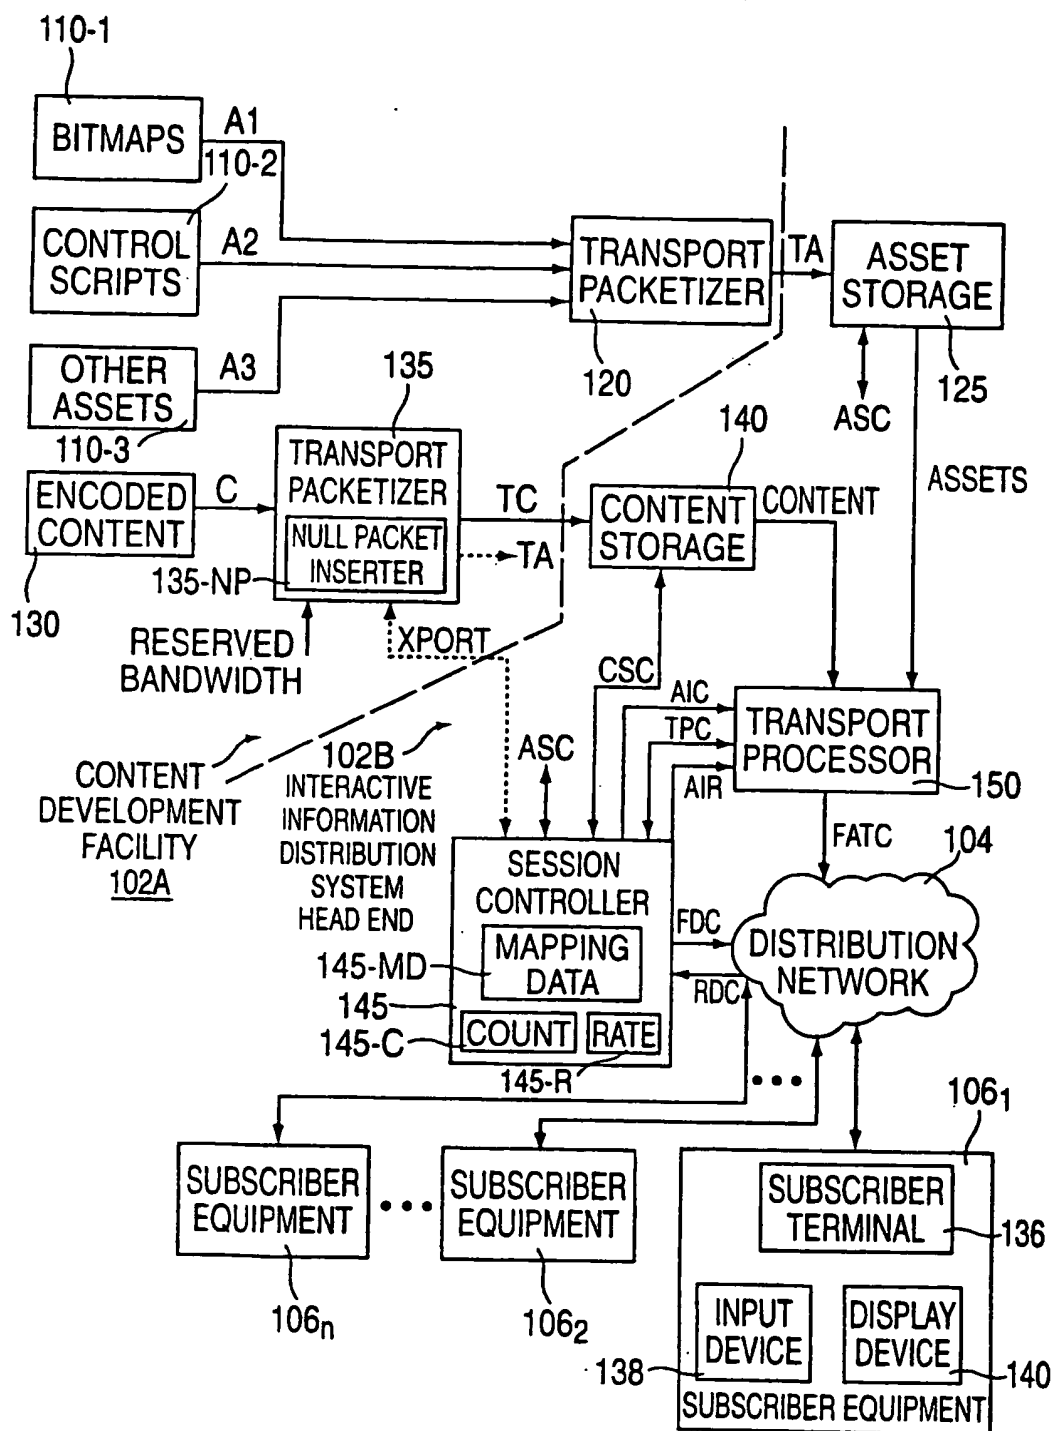 110-1
BITMAPS
A1
110-2
CONTROL
SCRIPTS
A2
TRANSPORT
PACKETIZER
TA
ASSET
STORAGE
OTHER
ASSETS
A3
135
120
125
110-3
140
ASC
TRANSPORT
PACKETIZER
ENCODED
CONTENT
C
TC
CONTENT
STORAGE
CONTENT
ASSETS
NULL PACKET
INSERTER
TA
135-NP
130
RESERVED
BANDWIDTH
XPORT
CSC
AIC
TPC
AIR
TRANSPORT
PROCESSOR
150
CONTENT
DEVELOPMENT
FACILITY
102A
102B
INTERACTIVE
INFORMATION
DISTRIBUTION
SYSTEM
HEAD END
ASC
FATC
104
SESSION
CONTROLLER
MAPPING
DATA
145-MD
145
COUNT
RATE
145-C
145-R
FDC
RDC
DISTRIBUTION
NETWORK
106₁
SUBSCRIBER
EQUIPMENT
106n
SUBSCRIBER
EQUIPMENT
106₂
SUBSCRIBER
TERMINAL
136
INPUT
DEVICE
138
DISPLAY
DEVICE
140
SUBSCRIBER EQUIPMENT